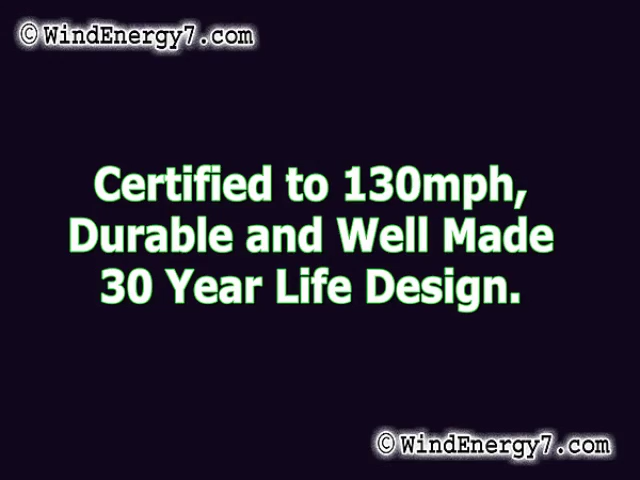 © WindEnergy7.com
Certified to 130mph,
Durable and Well Made
30 Year Life Design.
© WindEnergy7.com